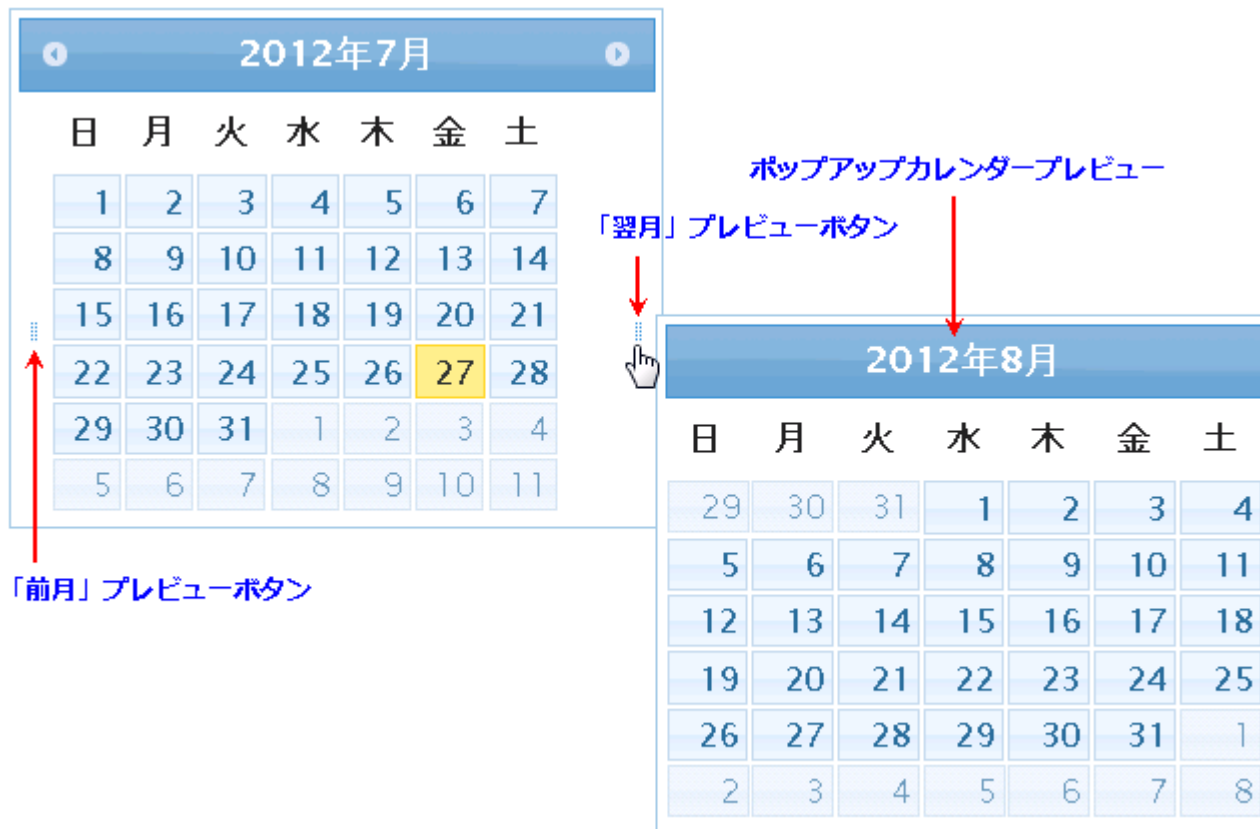 2012年7月
日 月 火 水 木 金 土
1 2 3 4 5 6 7
8 9 10 11 12 13 14
15 16 17 18 19 20 21
22 23 24 25 26 27 28
29 30 31 1 2 3 4
5 6 7 8 9 10 11
「前月」プレビューボタン
ポップアップカレンダープレビュー
「翌月」プレビューボタン
2012年8月
日 月 火 水 木 金 土
29 30 31 1 2 3 4
5 6 7 8 9 10 11
12 13 14 15 16 17 18
19 20 21 22 23 24 25
26 27 28 29 30 31 1
2 3 4 5 6 7 8